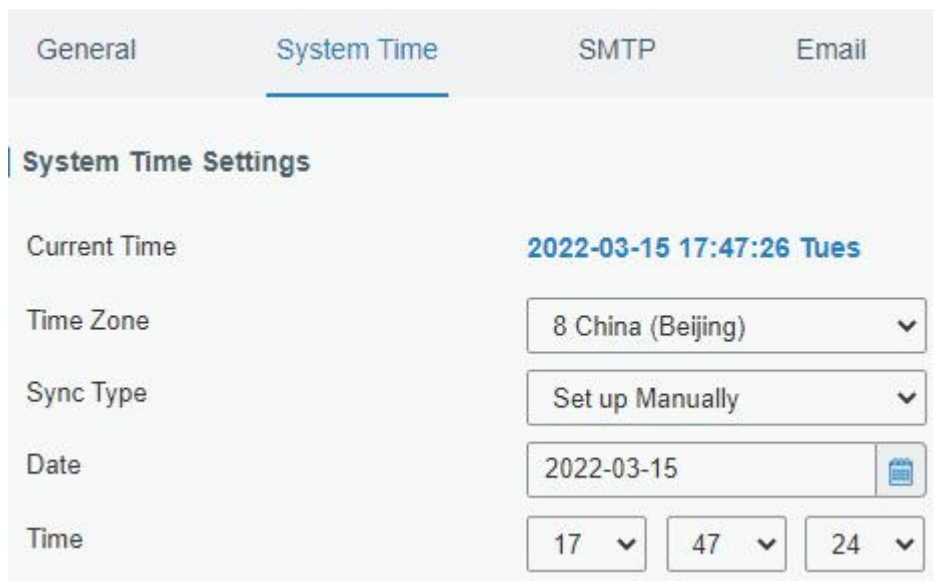 General System Time SMTP Email
System Time Settings
Current Time 2022-03-15 17:47:26 Tues
Time Zone 8 China (Beijing)
Sync Type Set up Manually
Date 2022-03-15
Time 17 47 24